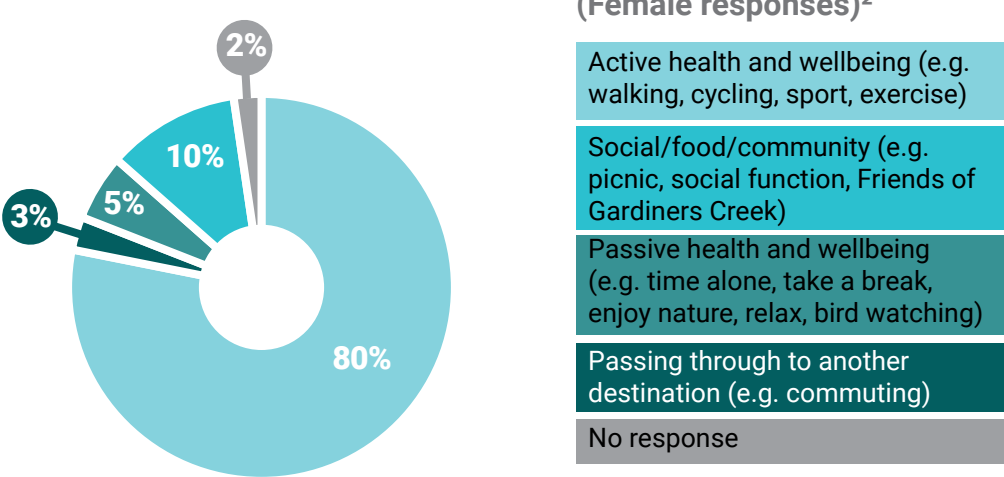 (Female responses)²
2%
10%
5%
3%
80%
Active health and wellbeing (e.g.
walking, cycling, sport, exercise)
Social/food/community (e.g.
picnic, social function, Friends of
Gardiners Creek)
Passive health and wellbeing
(e.g. time alone, take a break,
enjoy nature, relax, bird watching)
Passing through to another
destination (e.g. commuting)
No response